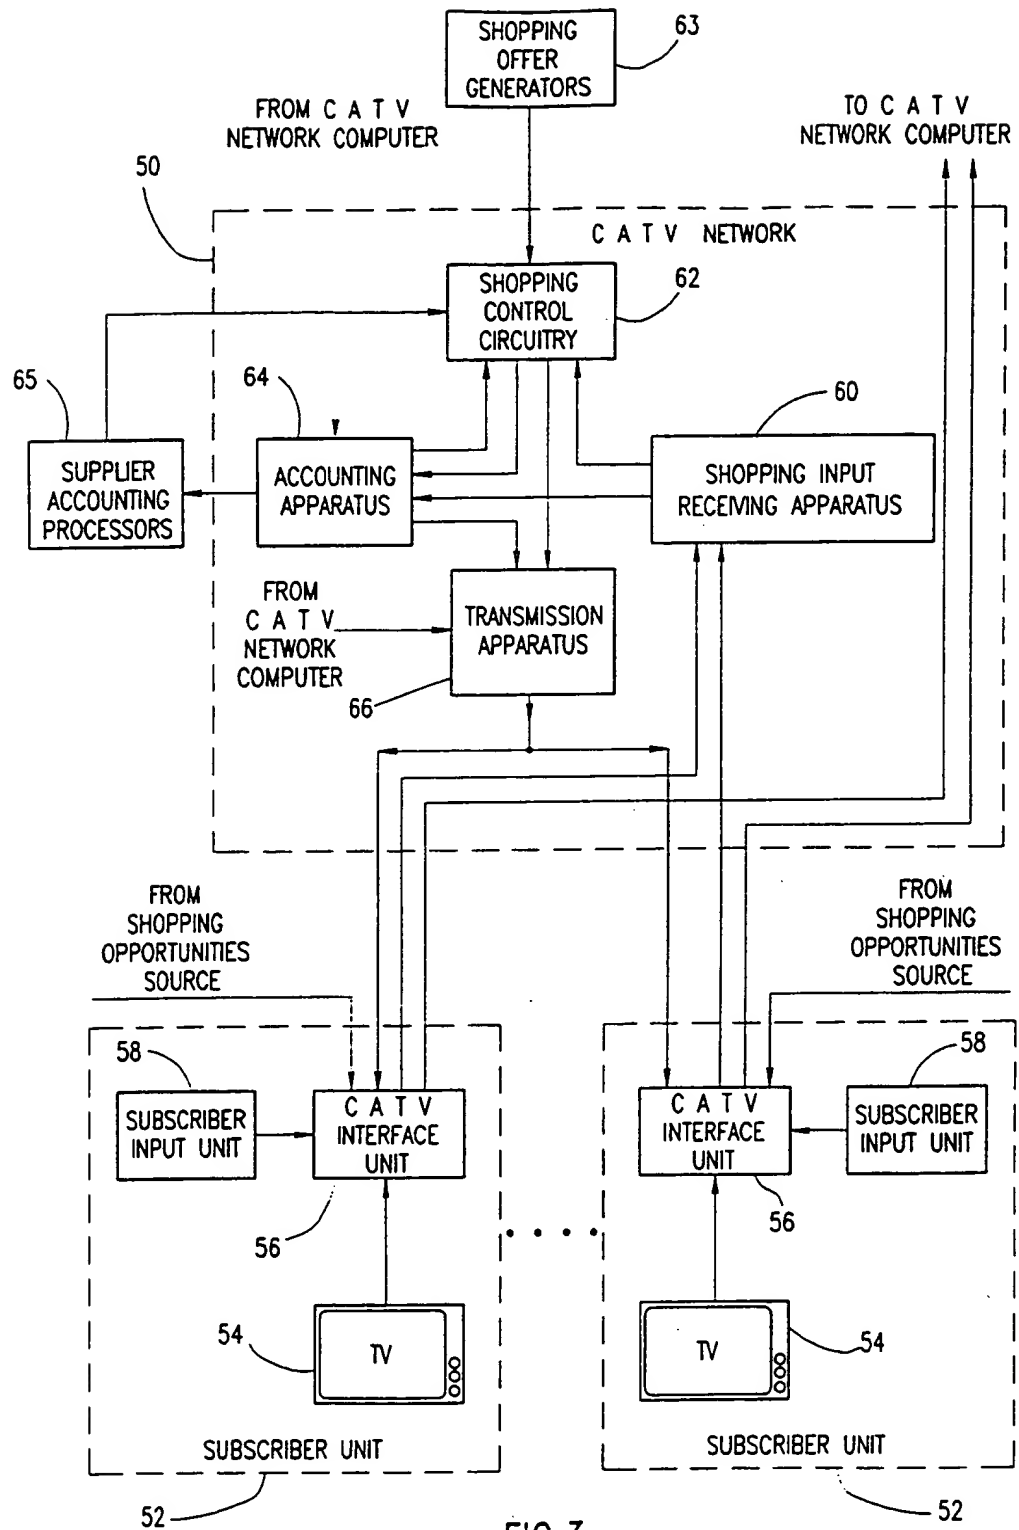 SHOPPING
OFFER
GENERATORS
63
FROM C A T V
NETWORK COMPUTER
TO C A T V
NETWORK COMPUTER
50
C A T V NETWORK
SHOPPING
CONTROL
CIRCUITRY
62
65
64
60
SUPPLIER
ACCOUNTING
PROCESSORS
ACCOUNTING
APPARATUS
SHOPPING INPUT
RECEIVING APPARATUS
FROM
C A T V
NETWORK
COMPUTER
TRANSMISSION
APPARATUS
66
FROM
SHOPPING
OPPORTUNITIES
SOURCE
FROM
SHOPPING
OPPORTUNITIES
SOURCE
58
SUBSCRIBER
INPUT UNIT
C A T V
INTERFACE
UNIT
56
54
TV
SUBSCRIBER UNIT
52
C A T V
INTERFACE
UNIT
58
SUBSCRIBER
INPUT UNIT
56
TV
54
SUBSCRIBER UNIT
52